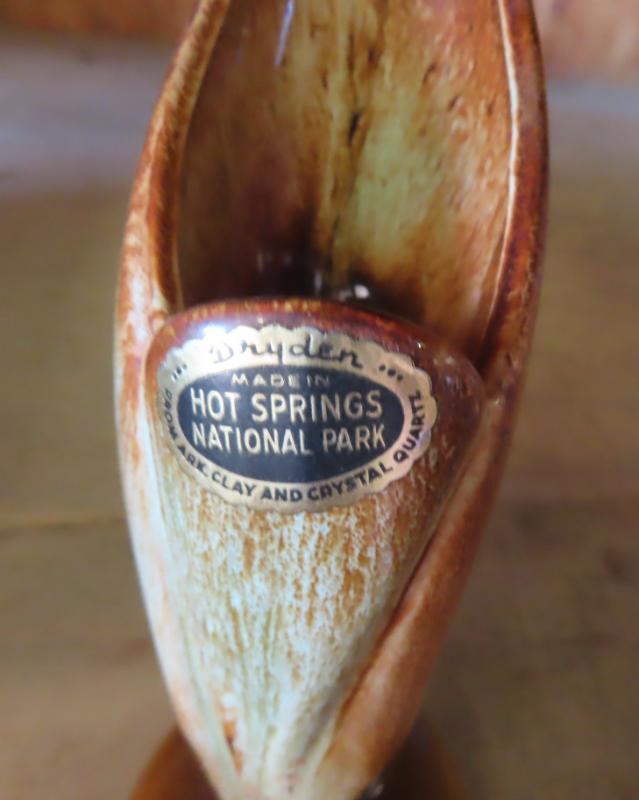 ... Dryden ...
MADE IN
HOT SPRINGS
NATIONAL PARK
FROM ARK. CLAY AND CRYSTAL QUARTZ